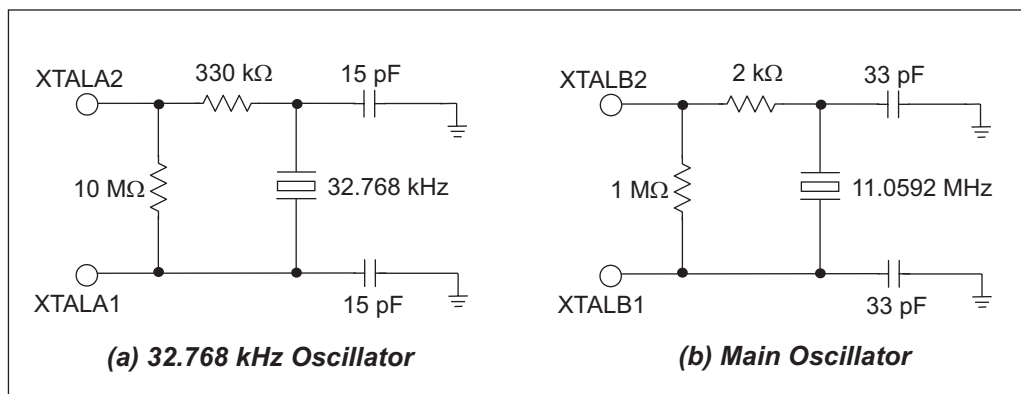 XTALA2
330 kΩ
15 pF
10 MΩ
32.768 kHz
XTALA1
15 pF
(a) 32.768 kHz Oscillator
XTALB2
2 kΩ
33 pF
1 MΩ
11.0592 MHz
XTALB1
33 pF
(b) Main Oscillator